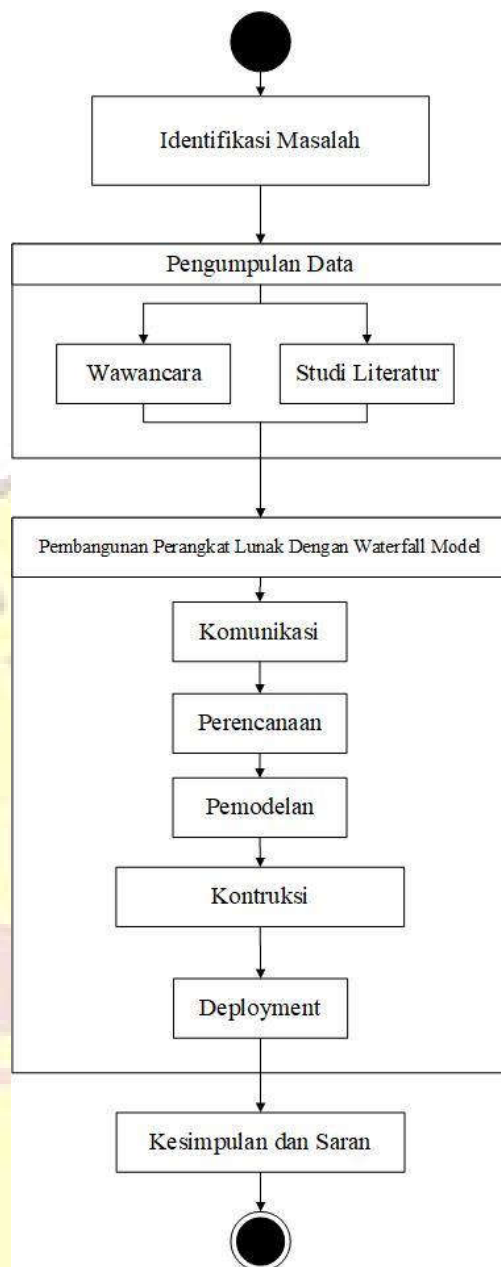 Identifikasi Masalah
Pengumpulan Data
Wawancara
Studi Literatur
Pembangunan Perangkat Lunak Dengan Waterfall Model
Komunikasi
Perencanaan
Pemodelan
Kontruksi
Deployment
Kesimpulan dan Saran